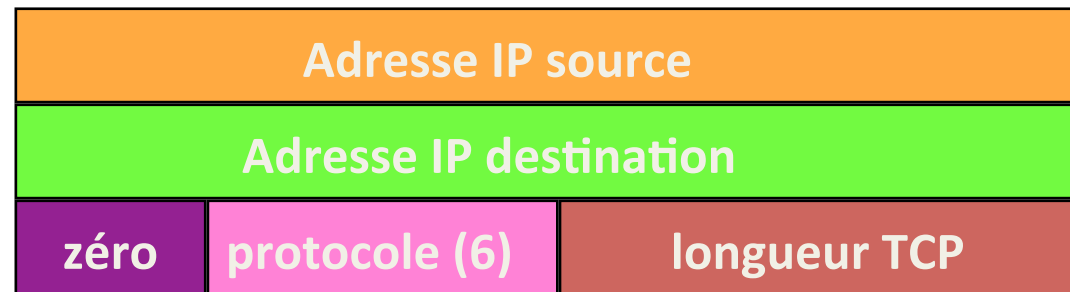 Adresse IP source
Adresse IP destination
zéro protocole (6) longueur TCP